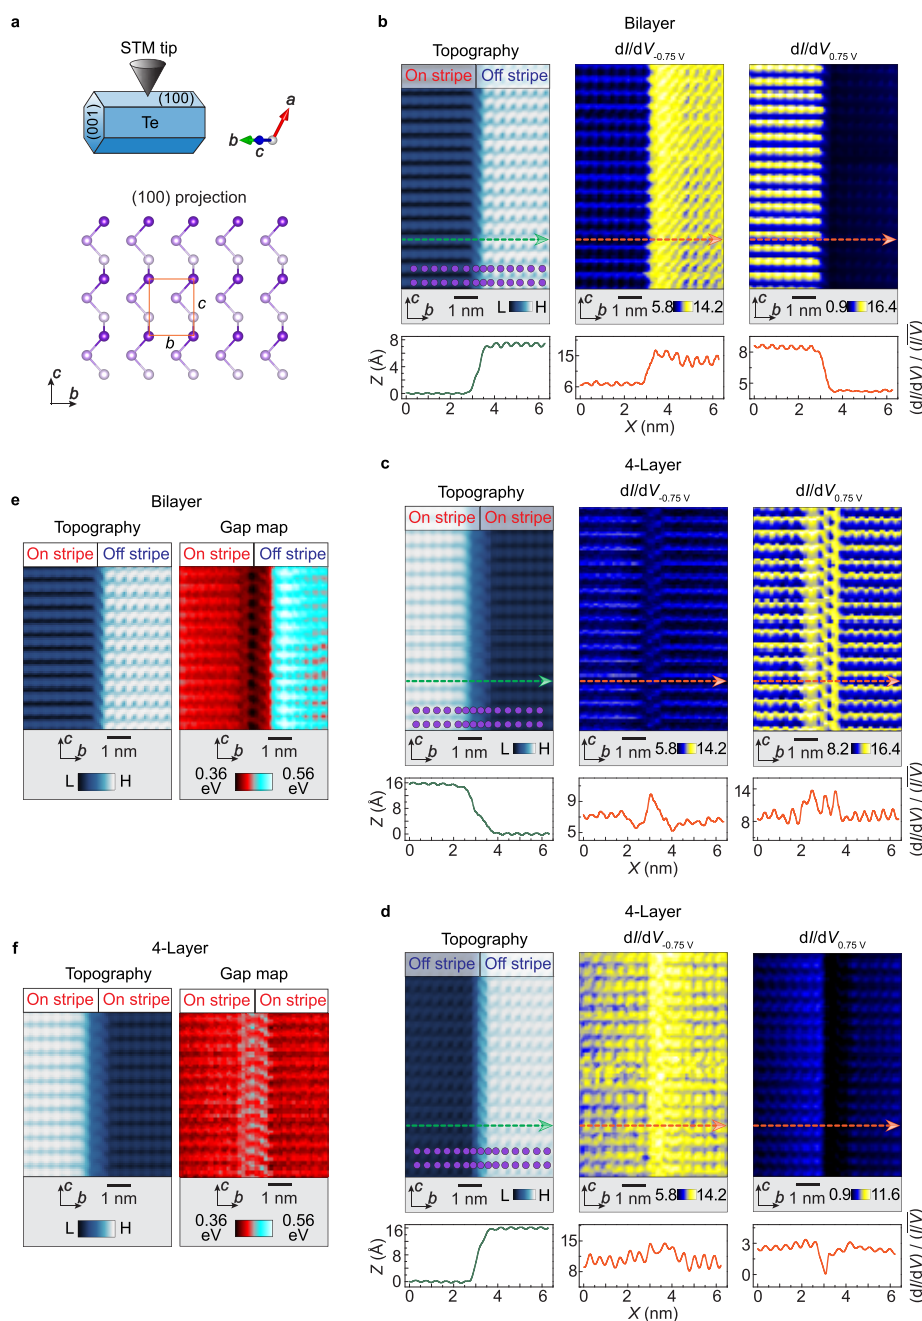 a
STM tip
(100)
(001)
Te
a
b
c
(100) projection
c
b
c
b
b
Bilayer
Topography
dI/dV-0.75 V
dI/dV0.75 V
On stripe
Off stripe
c
b
1 nm
L
H
c
b
1 nm
5.8
14.2
c
b
1 nm
0.9
16.4
Z (Å)
8
4
0
15
6
8
5
0 2 4 6
0 2 4 6
0 2 4 6
X (nm)
(dI/dV) / (I/V)
c
4-Layer
Topography
dI/dV-0.75 V
dI/dV0.75 V
On stripe
On stripe
c
b
1 nm
L
H
c
b
1 nm
5.8
14.2
c
b
1 nm
8.2
16.4
Z (Å)
16
8
0
9
5
14
8
0 2 4 6
0 2 4 6
0 2 4 6
X (nm)
(dI/dV) / (I/V)
d
4-Layer
Topography
dI/dV-0.75 V
dI/dV0.75 V
Off stripe
Off stripe
c
b
1 nm
L
H
c
b
1 nm
5.8
14.2
c
b
1 nm
0.9
11.6
Z (Å)
16
8
0
15
8
3
0
0 2 4 6
0 2 4 6
0 2 4 6
X (nm)
(dI/dV) / (I/V)
e
Bilayer
Topography
Gap map
On stripe
Off stripe
c
b
1 nm
c
b
1 nm
L
H
0.36 eV
0.56 eV
f
4-Layer
Topography
Gap map
On stripe
On stripe
On stripe
On stripe
c
b
1 nm
c
b
1 nm
L
H
0.36 eV
0.56 eV
On stripe
Off stripe